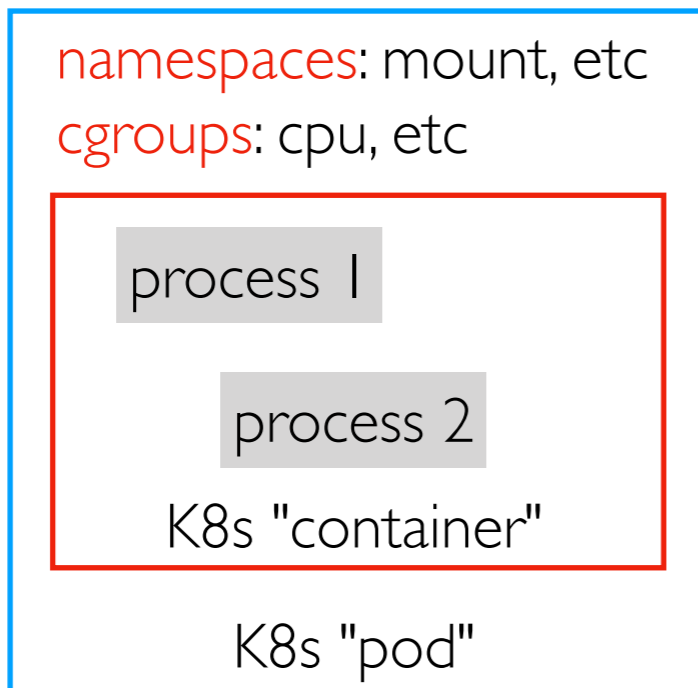 namespaces: mount, etc
cgroups: cpu, etc
process 1
process 2
K8s "container"
K8s "pod"